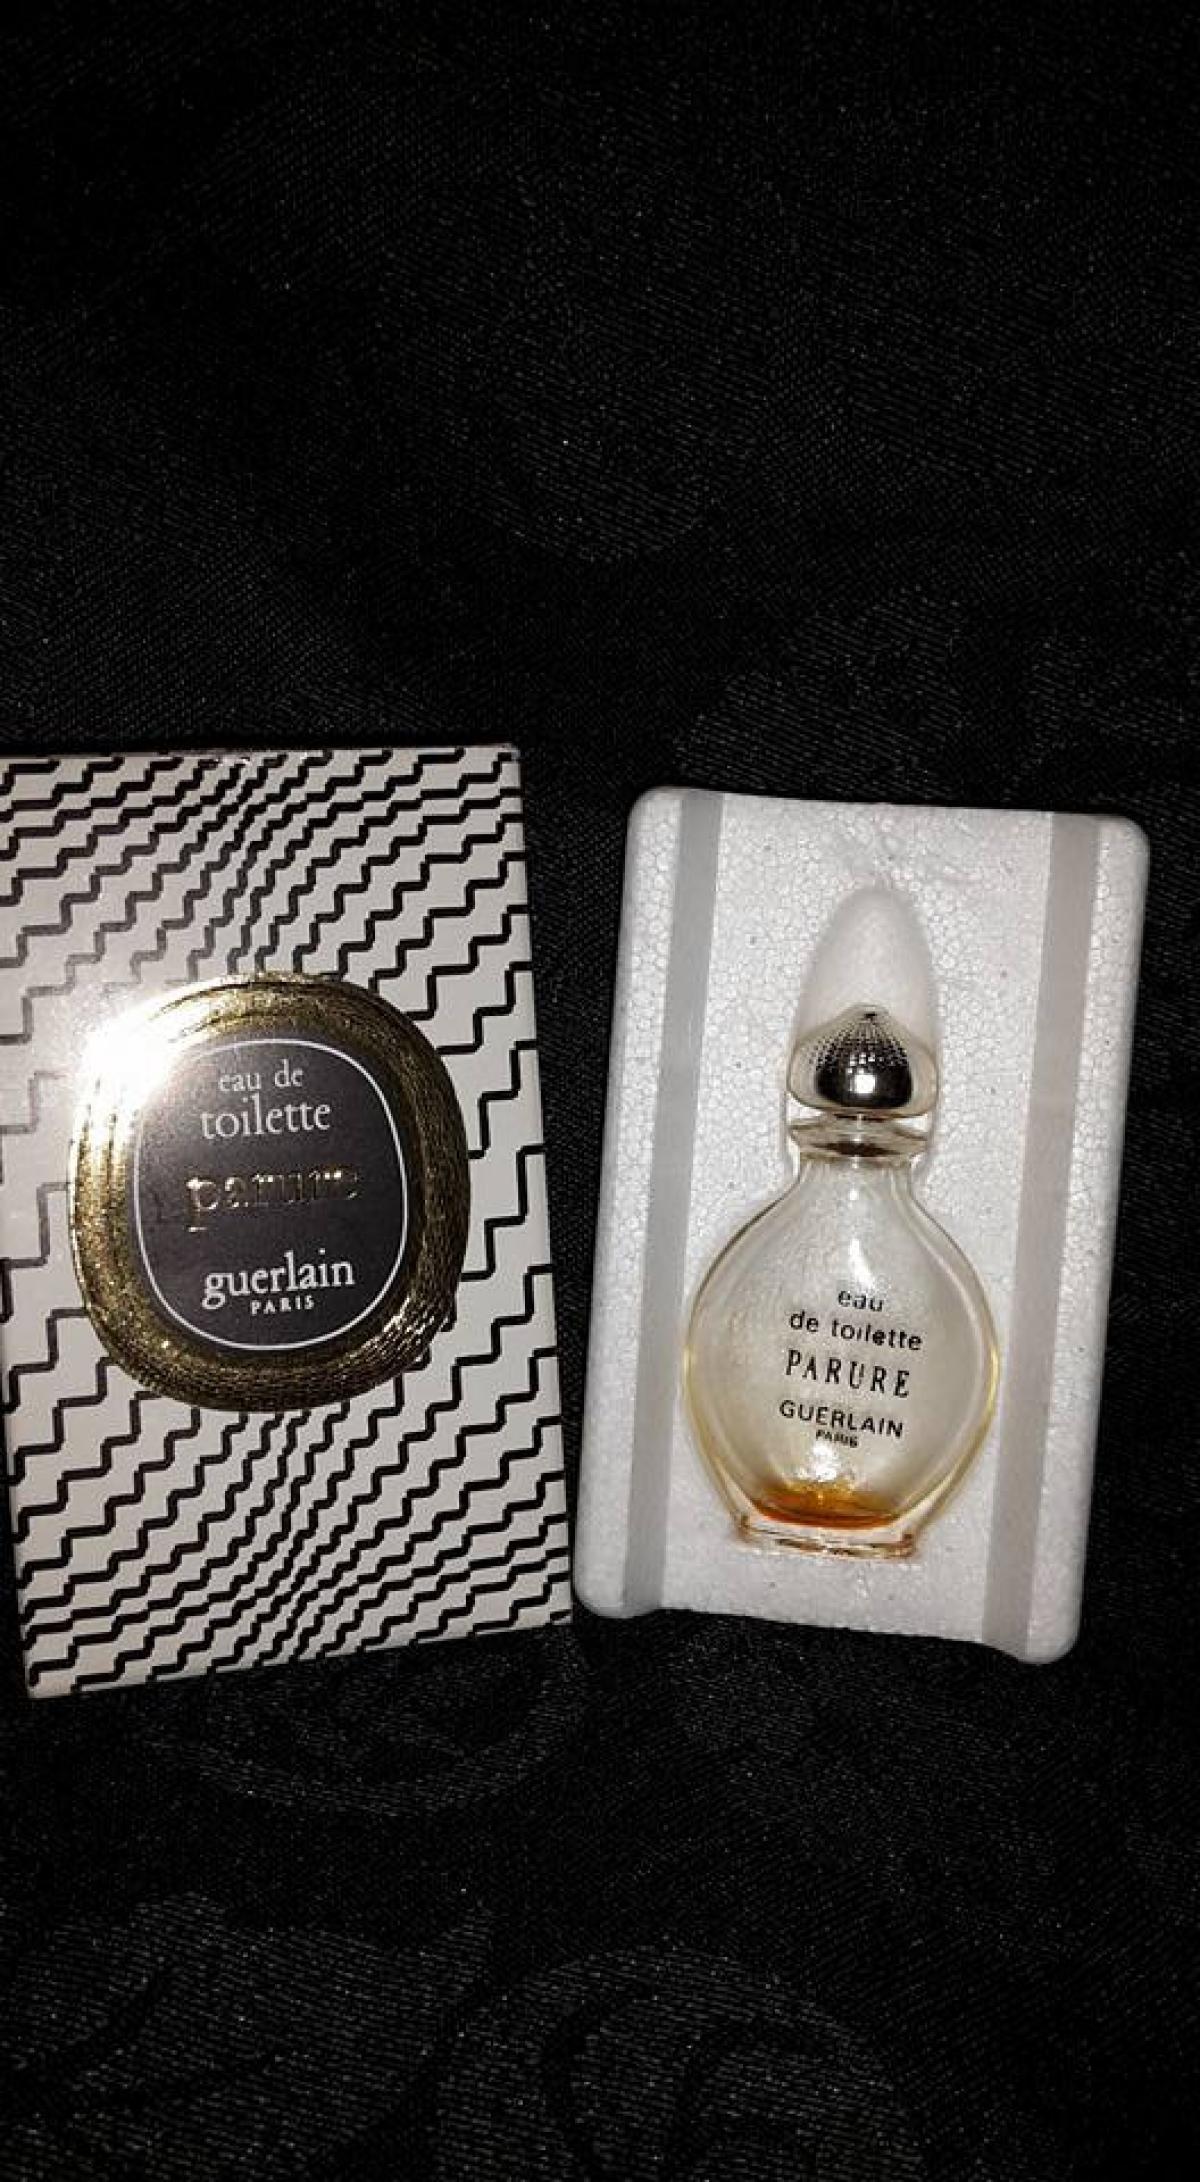 eau de
toilette
parure
guerlain
PARIS
eau
de toilette
PARURE
GUERLAIN
PARIS